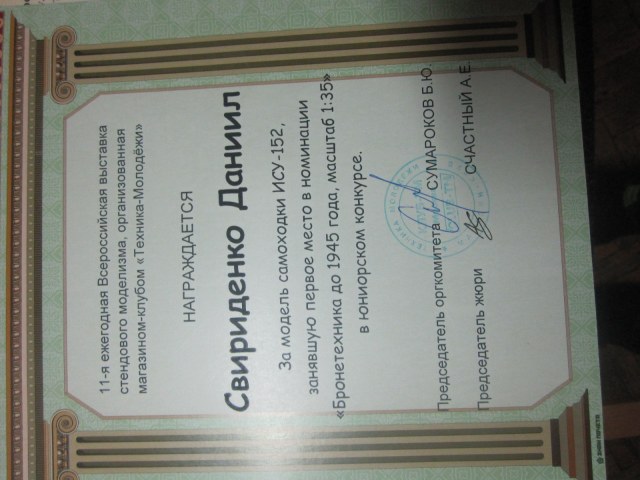 11-я ежегодная Всероссийская выставка
стендового моделизма, организованная
магазином-клубом «Техника-Молодёжи»
НАГРАЖДАЕТСЯ
Свириденко Даниил
За модель самоходки ИСУ-152,
занявшую первое место в номинации
«Бронетехника до 1945 года, масштаб 1:35»
в юниорском конкурсе.
Председатель оргкомитета СУМАРОКОВ Б.Ю.
Председатель жюри СЧАСТНЫЙ А.Е.